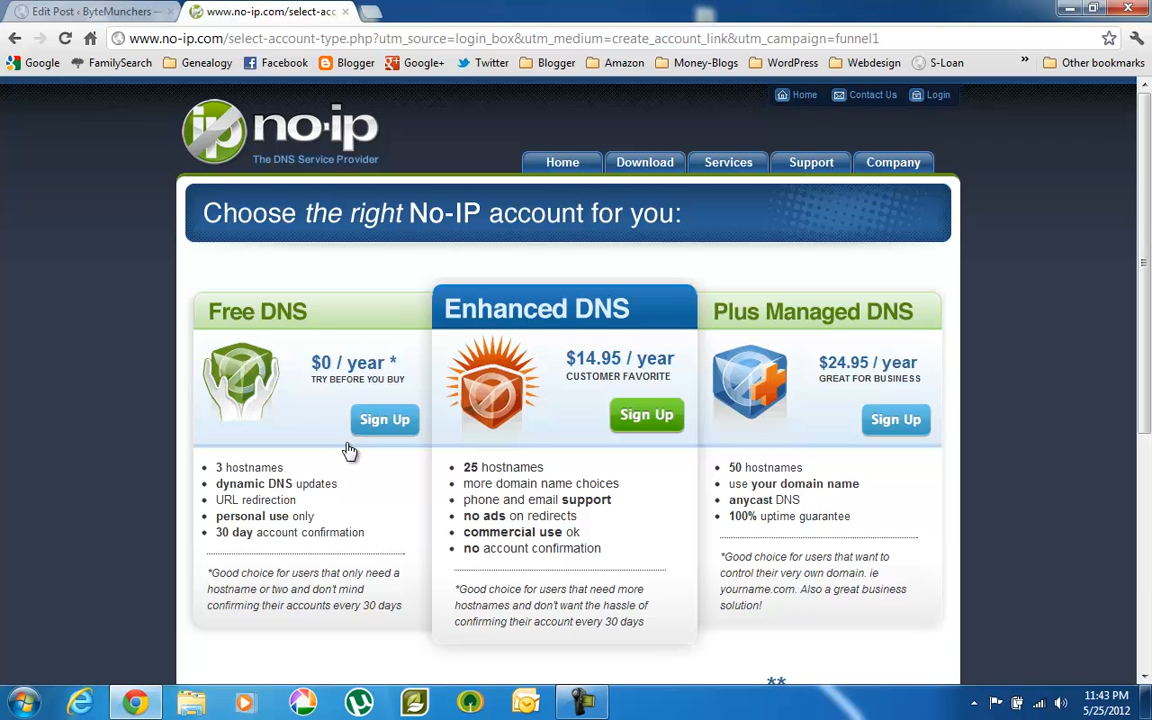 Edit Post ‹ ByteMunchers —
www.no-ip.com/select-acc
www.no-ip.com/select-account-type.php?utm_source=login_box&utm_medium=create_account_link&utm_campaign=funnel1
Google FamilySearch Genealogy Facebook Blogger Google+ Twitter Blogger Amazon Money-Blogs WordPress Webdesign S-Loan » Other bookmarks
Home Contact Us Login
ip no-ip
The DNS Service Provider
Home Download Services Support Company
Choose the right No-IP account for you:
Free DNS
$0 / year *
TRY BEFORE YOU BUY
Sign Up
• 3 hostnames
• dynamic DNS updates
• URL redirection
• personal use only
• 30 day account confirmation
*Good choice for users that only need a
hostname or two and don't mind
confirming their accounts every 30 days
Enhanced DNS
$14.95 / year
CUSTOMER FAVORITE
Sign Up
• 25 hostnames
• more domain name choices
• phone and email support
• no ads on redirects
• commercial use ok
• no account confirmation
*Good choice for users that need more
hostnames and don't want the hassle of
confirming their account every 30 days
Plus Managed DNS
$24.95 / year
GREAT FOR BUSINESS
Sign Up
• 50 hostnames
• use your domain name
• anycast DNS
• 100% uptime guarantee
*Good choice for users that want to
control their very own domain. ie
yourname.com. Also a great business
solution!
**
11:43 PM
5/25/2012